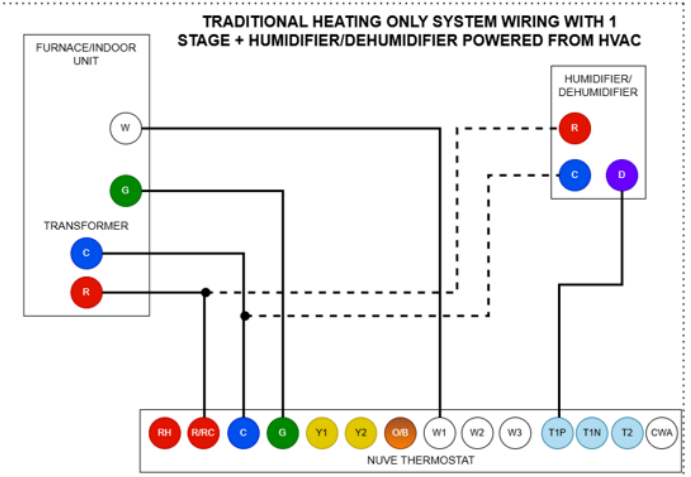 TRADITIONAL HEATING ONLY SYSTEM WIRING WITH 1
STAGE + HUMIDIFIER/DEHUMIDIFIER POWERED FROM HVAC
FURNACE/INDOOR
UNIT
W
G
TRANSFORMER
C
R
HUMIDIFIER/
DEHUMIDIFIER
R
C D
RH R/RC C G Y1 Y2 O/B W1 W2 W3 T1P T1N T2 CWA
NUVE THERMOSTAT